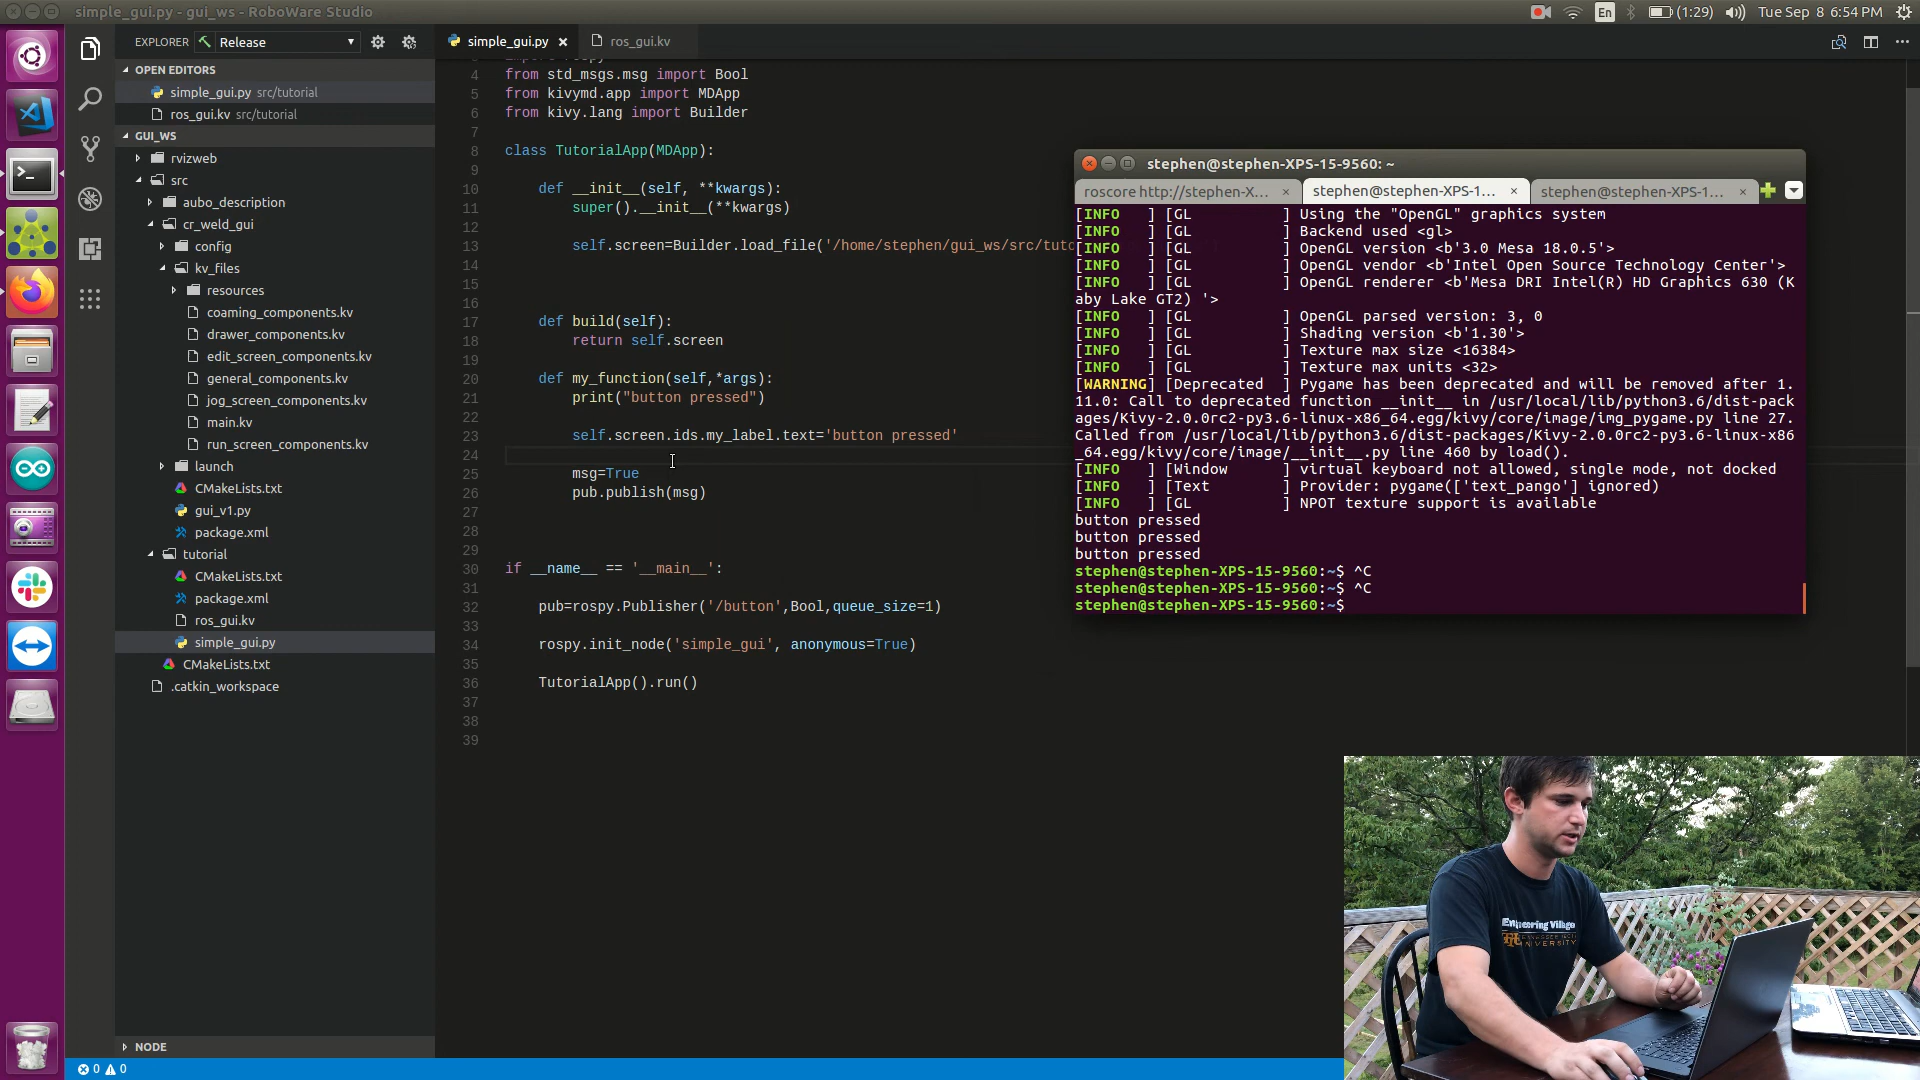 simple_gui.py - gui_ws - RoboWare Studio
En
(1:29)
Tue Sep 8 6:54 PM
EXPLORER
Release
OPEN EDITORS
simple_gui.py src/tutorial
ros_gui.kv src/tutorial
GUI_WS
rvizweb
src
aubo_description
cr_weld_gui
config
kv_files
resources
coaming_components.kv
drawer_components.kv
edit_screen_components.kv
general_components.kv
jog_screen_components.kv
main.kv
run_screen_components.kv
launch
CMakeLists.txt
gui_v1.py
package.xml
tutorial
CMakeLists.txt
package.xml
ros_gui.kv
simple_gui.py
CMakeLists.txt
.catkin_workspace
NODE
0 0
simple_gui.py
ros_gui.kv
4 from std_msgs.msg import Bool
5 from kivymd.app import MDApp
6 from kivy.lang import Builder
7
8 class TutorialApp(MDApp):
9
10 def __init__(self, **kwargs):
11 super().__init__(**kwargs)
12
13 self.screen=Builder.load_file('/home/stephen/gui_ws/src/tuto
14
15
16
17 def build(self):
18 return self.screen
19
20 def my_function(self,*args):
21 print("button pressed")
22
23 self.screen.ids.my_label.text='button pressed'
24
25 msg=True
26 pub.publish(msg)
27
28
29
30 if __name__ == '__main__':
31
32 pub=rospy.Publisher('/button',Bool,queue_size=1)
33
34 rospy.init_node('simple_gui', anonymous=True)
35
36 TutorialApp().run()
37
38
39
stephen@stephen-XPS-15-9560: ~
roscore http://stephen-X...
stephen@stephen-XPS-1...
stephen@stephen-XPS-1...
[INFO ] [GL ] Using the "OpenGL" graphics system
[INFO ] [GL ] Backend used <gl>
[INFO ] [GL ] OpenGL version <b'3.0 Mesa 18.0.5'>
[INFO ] [GL ] OpenGL vendor <b'Intel Open Source Technology Center'>
[INFO ] [GL ] OpenGL renderer <b'Mesa DRI Intel(R) HD Graphics 630 (K
aby Lake GT2) '>
[INFO ] [GL ] OpenGL parsed version: 3, 0
[INFO ] [GL ] Shading version <b'1.30'>
[INFO ] [GL ] Texture max size <16384>
[INFO ] [GL ] Texture max units <32>
[WARNING] [Deprecated ] Pygame has been deprecated and will be removed after 1.
11.0: Call to deprecated function __init__ in /usr/local/lib/python3.6/dist-pack
ages/Kivy-2.0.0rc2-py3.6-linux-x86_64.egg/kivy/core/image/img_pygame.py line 27.
Called from /usr/local/lib/python3.6/dist-packages/Kivy-2.0.0rc2-py3.6-linux-x86
_64.egg/kivy/core/image/__init__.py line 460 by load().
[INFO ] [Window ] virtual keyboard not allowed, single mode, not docked
[INFO ] [Text ] Provider: pygame(['text_pango'] ignored)
[INFO ] [GL ] NPOT texture support is available
button pressed
button pressed
button pressed
stephen@stephen-XPS-15-9560:~$ ^C
stephen@stephen-XPS-15-9560:~$ ^C
stephen@stephen-XPS-15-9560:~$
Engineering Village
UNIVERSITY